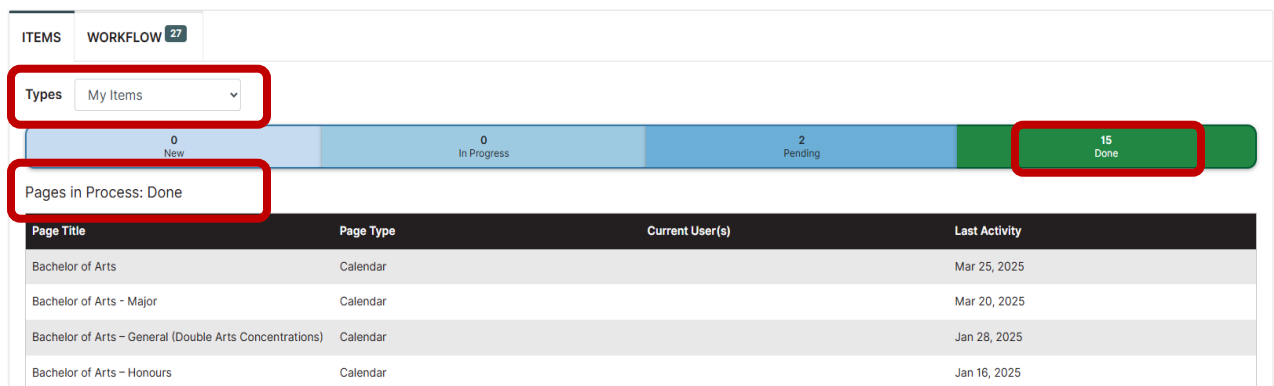 ITEMS WORKFLOW 27
Types My Items
0 0 2 15
New In Progress Pending Done
Pages in Process: Done
Page Title Page Type Current User(s) Last Activity
Bachelor of Arts Calendar Mar 25, 2025
Bachelor of Arts - Major Calendar Mar 20, 2025
Bachelor of Arts – General (Double Arts Concentrations) Calendar Jan 28, 2025
Bachelor of Arts – Honours Calendar Jan 16, 2025